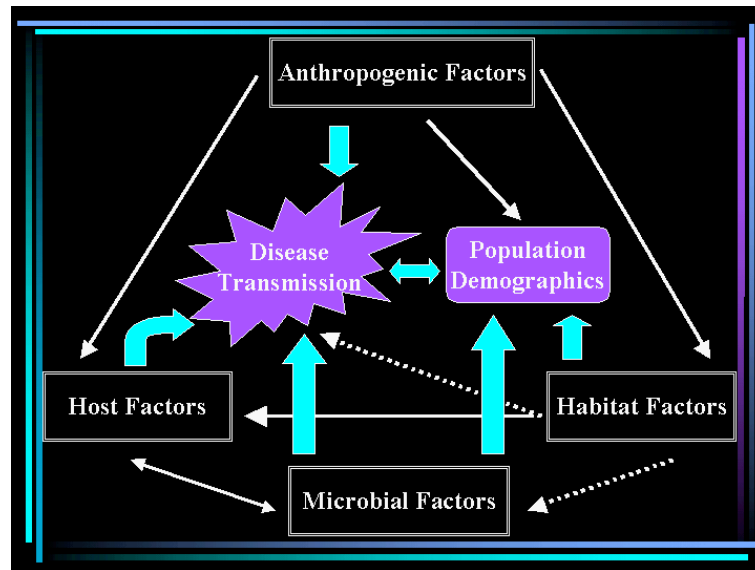 Anthropogenic Factors
Disease
Transmission
Population
Demographics
Host Factors
Habitat Factors
Microbial Factors